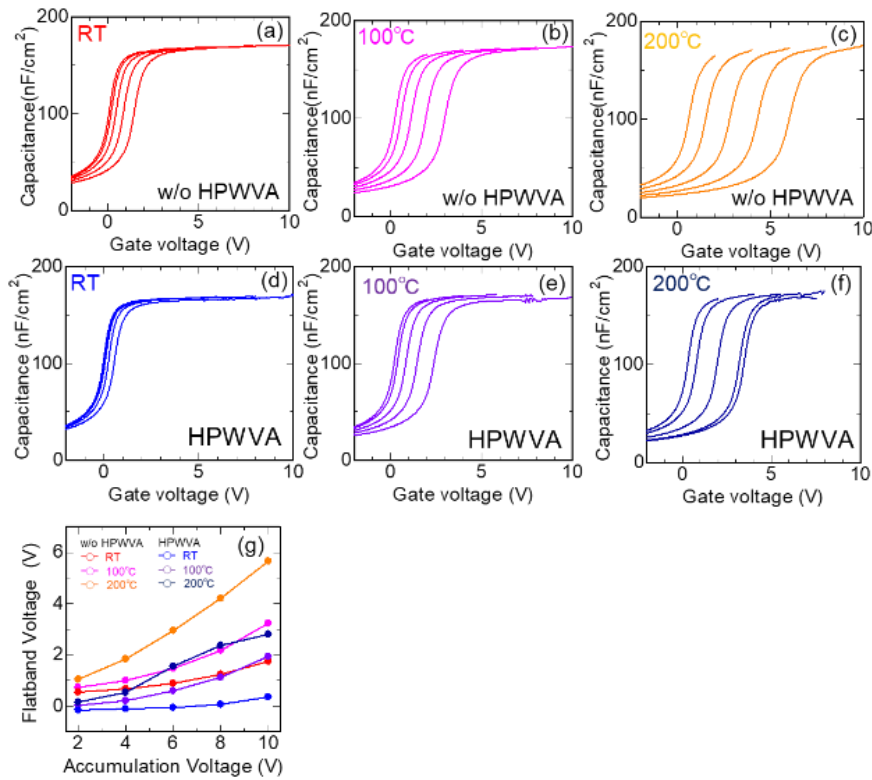 (a)
RT
w/o HPWVA
Capacitance(nF/cm²)
200
100
0
0
5
10
Gate voltage (V)
(b)
100℃
w/o HPWVA
Capacitance(nF/cm²)
200
100
0
0
5
10
Gate voltage (V)
(c)
200℃
w/o HPWVA
Capacitance(nF/cm²)
200
100
0
0
5
10
Gate voltage (V)
(d)
RT
HPWVA
Capacitance (nF/cm²)
200
100
0
0
5
10
Gate voltage (V)
(e)
100℃
HPWVA
Capacitance (nF/cm²)
200
100
0
0
5
10
Gate voltage (V)
(f)
200℃
HPWVA
Capacitance (nF/cm²)
200
100
0
0
5
10
Gate voltage (V)
(g)
w/o HPWVA HPWVA
RT RT
100℃ 100℃
200℃ 200℃
Flatband Voltage (V)
6
4
2
0
2
4
6
8
10
Accumulation Voltage (V)